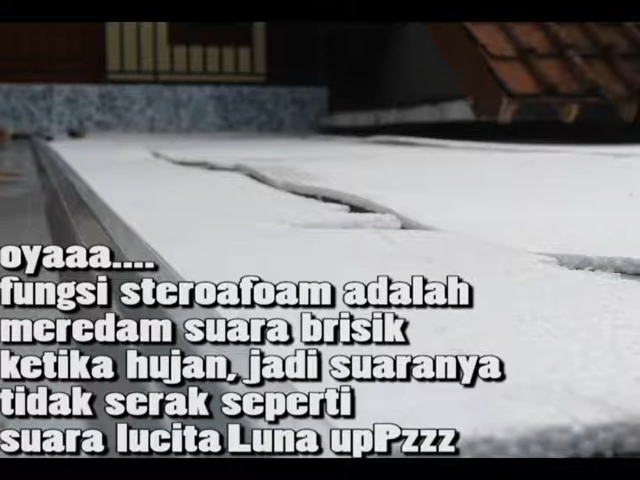 oyaaa....
fungsi steroafoam adalah
meredam suara brisik
ketika hujan, jadi suaranya
tidak serak seperti
suara lucita Luna upPzzz